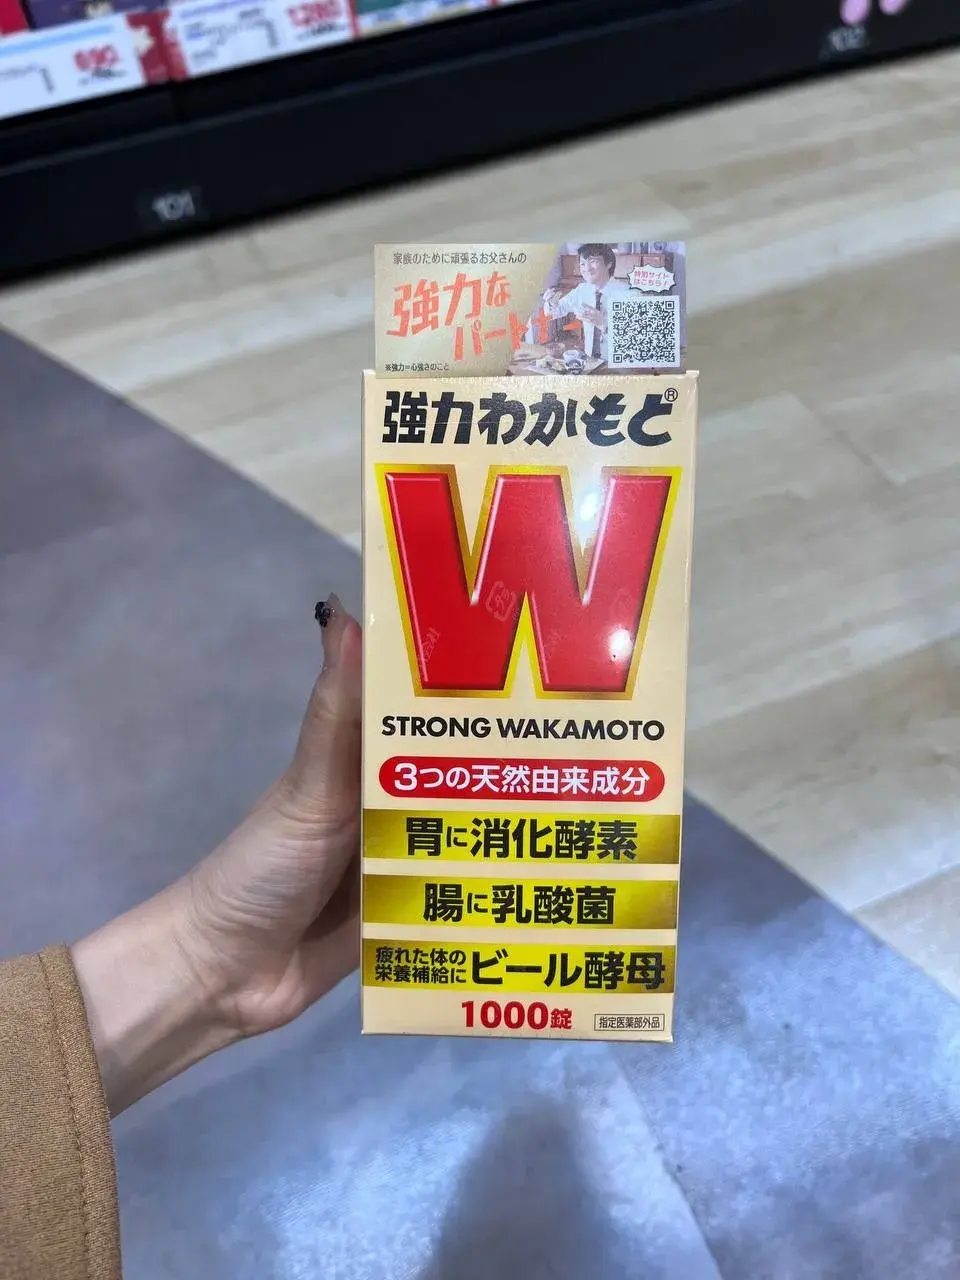 101
102
家族のために頑張るお父さんの
強力な
パートナー
特別サイト
はこちら！
※強力=心強さのこと
強力わかもと®
W
STRONG WAKAMOTO
3つの天然由来成分
胃に消化酵素
腸に乳酸菌
疲れた体の
栄養補給にビール酵母
1000錠
指定医薬部外品